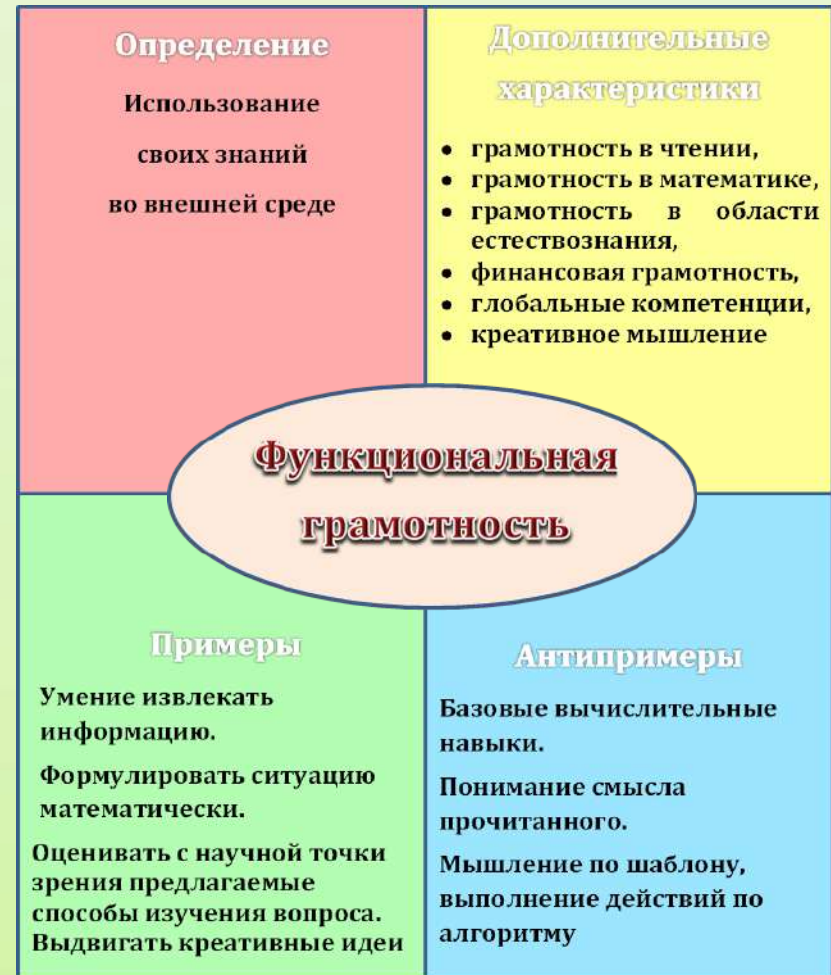 Определение
Использование
своих знаний
во внешней среде
Дополнительные
характеристики
• грамотность в чтении,
• грамотность в математике,
• грамотность в области
естествознания,
• финансовая грамотность,
• глобальные компетенции,
• креативное мышление
Функциональная
грамотность
Примеры
Умение извлекать
информацию.
Формулировать ситуацию
математически.
Оценивать с научной точки
зрения предлагаемые
способы изучения вопроса.
Выдвигать креативные идеи
Антипримеры
Базовые вычислительные
навыки.
Понимание смысла
прочитанного.
Мышление по шаблону,
выполнение действий по
алгоритму